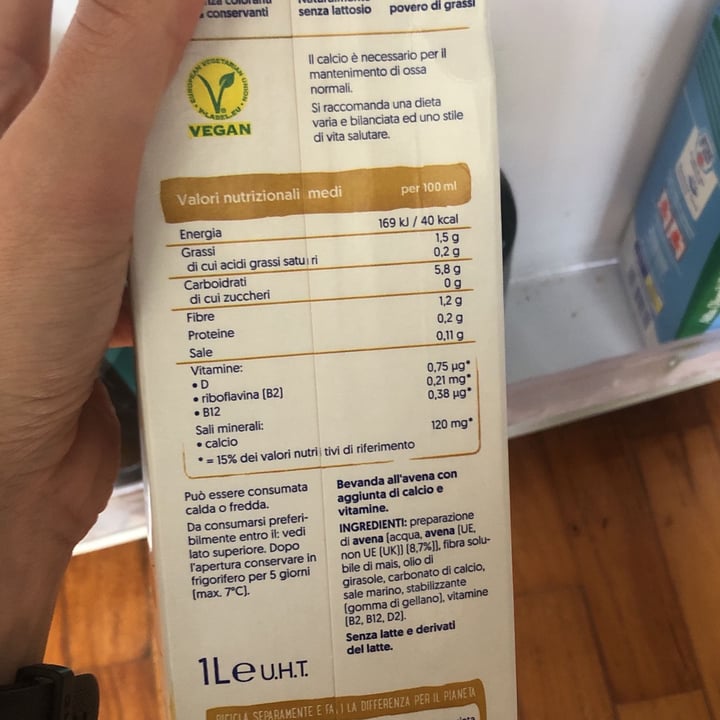 conservanti
senza lattosio
povero di grassi
EUROPEAN VEGETARIAN UNION
V-LABEL.EU
VEGAN
Il calcio è necessario per il
mantenimento di ossa
normali.
Si raccomanda una dieta
varia e bilanciata ed uno stile
di vita salutare.
Valori nutrizionali medi per 100 ml
Energia 169 kJ / 40 kcal
Grassi 1,5 g
di cui acidi grassi saturi 0,2 g
Carboidrati 5,8 g
di cui zuccheri 0 g
Fibre 1,2 g
Proteine 0,2 g
Sale 0,11 g
Vitamine:
• D 0,75 µg*
• riboflavina (B2) 0,21 mg*
• B12 0,38 µg*
Sali minerali:
• calcio 120 mg*
* = 15% dei valori nutritivi di riferimento
Può essere consumata
calda o fredda.
Da consumarsi preferi-
bilmente entro il: vedi
lato superiore. Dopo
l'apertura conservare in
frigorifero per 5 giorni
(max. 7°C).
Bevanda all'avena con
aggiunta di calcio e
vitamine.
INGREDIENTI: preparazione
di avena [acqua, avena (UE,
non UE (UK)) (8,7%)], fibra solu-
bile di mais, olio di
girasole, carbonato di calcio,
sale marino, stabilizzante
(gomma di gellano), vitamine
(B2, B12, D2).
Senza latte e derivati
del latte.
1L e U.H.T.
RICICLA SEPARAMENTE E FAI LA DIFFERENZA PER IL PIANETA